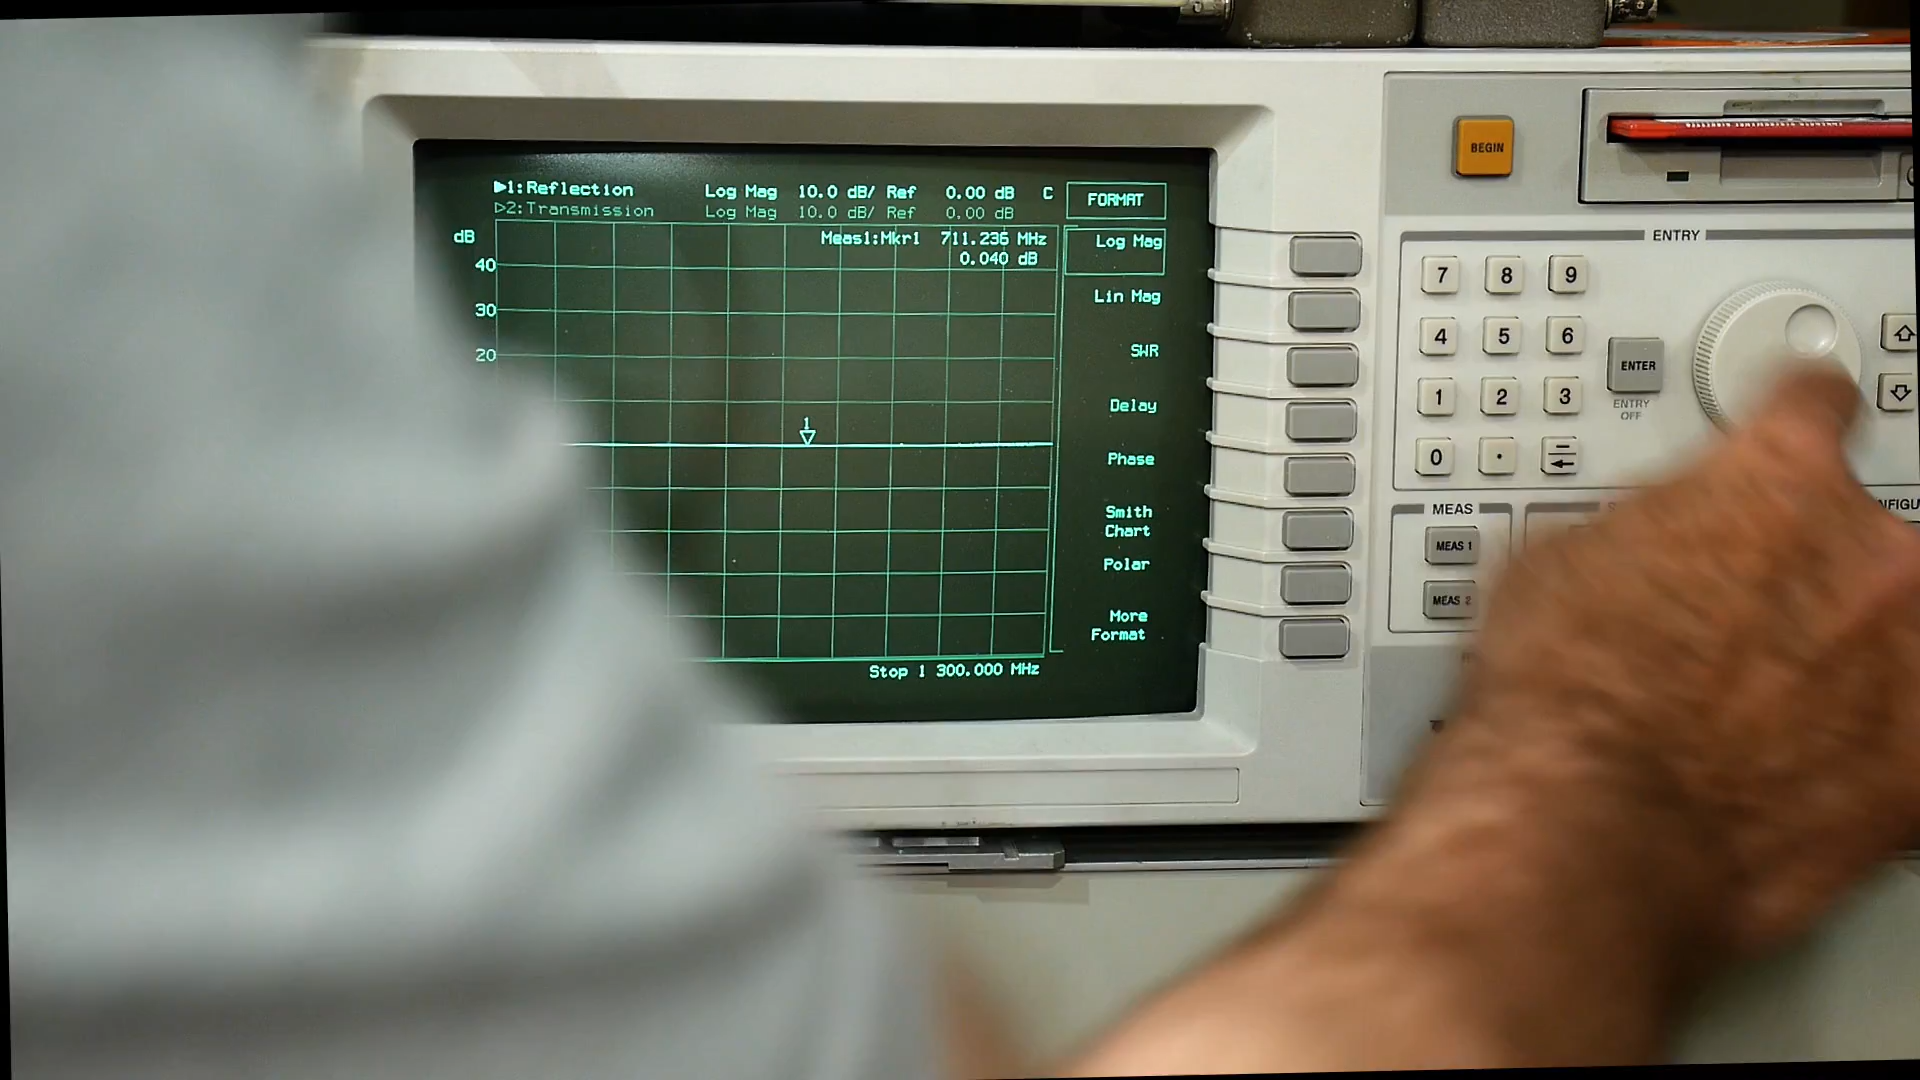 ▶1:Reflection Log Mag 10.0 dB/ Ref 0.00 dB C
▷2:Transmission Log Mag 10.0 dB/ Ref 0.00 dB
dB
Meas1:Mkr1 711.236 MHz
0.040 dB
40
30
20
1
Stop 1 300.000 MHz
FORMAT
Log Mag
Lin Mag
SWR
Delay
Phase
Smith
Chart
Polar
More
Format
BEGIN
ENTRY
7 8 9
4 5 6
1 2 3
0 · –
ENTER
ENTRY
OFF
MEAS
MEAS 1
MEAS 2
NFIGU